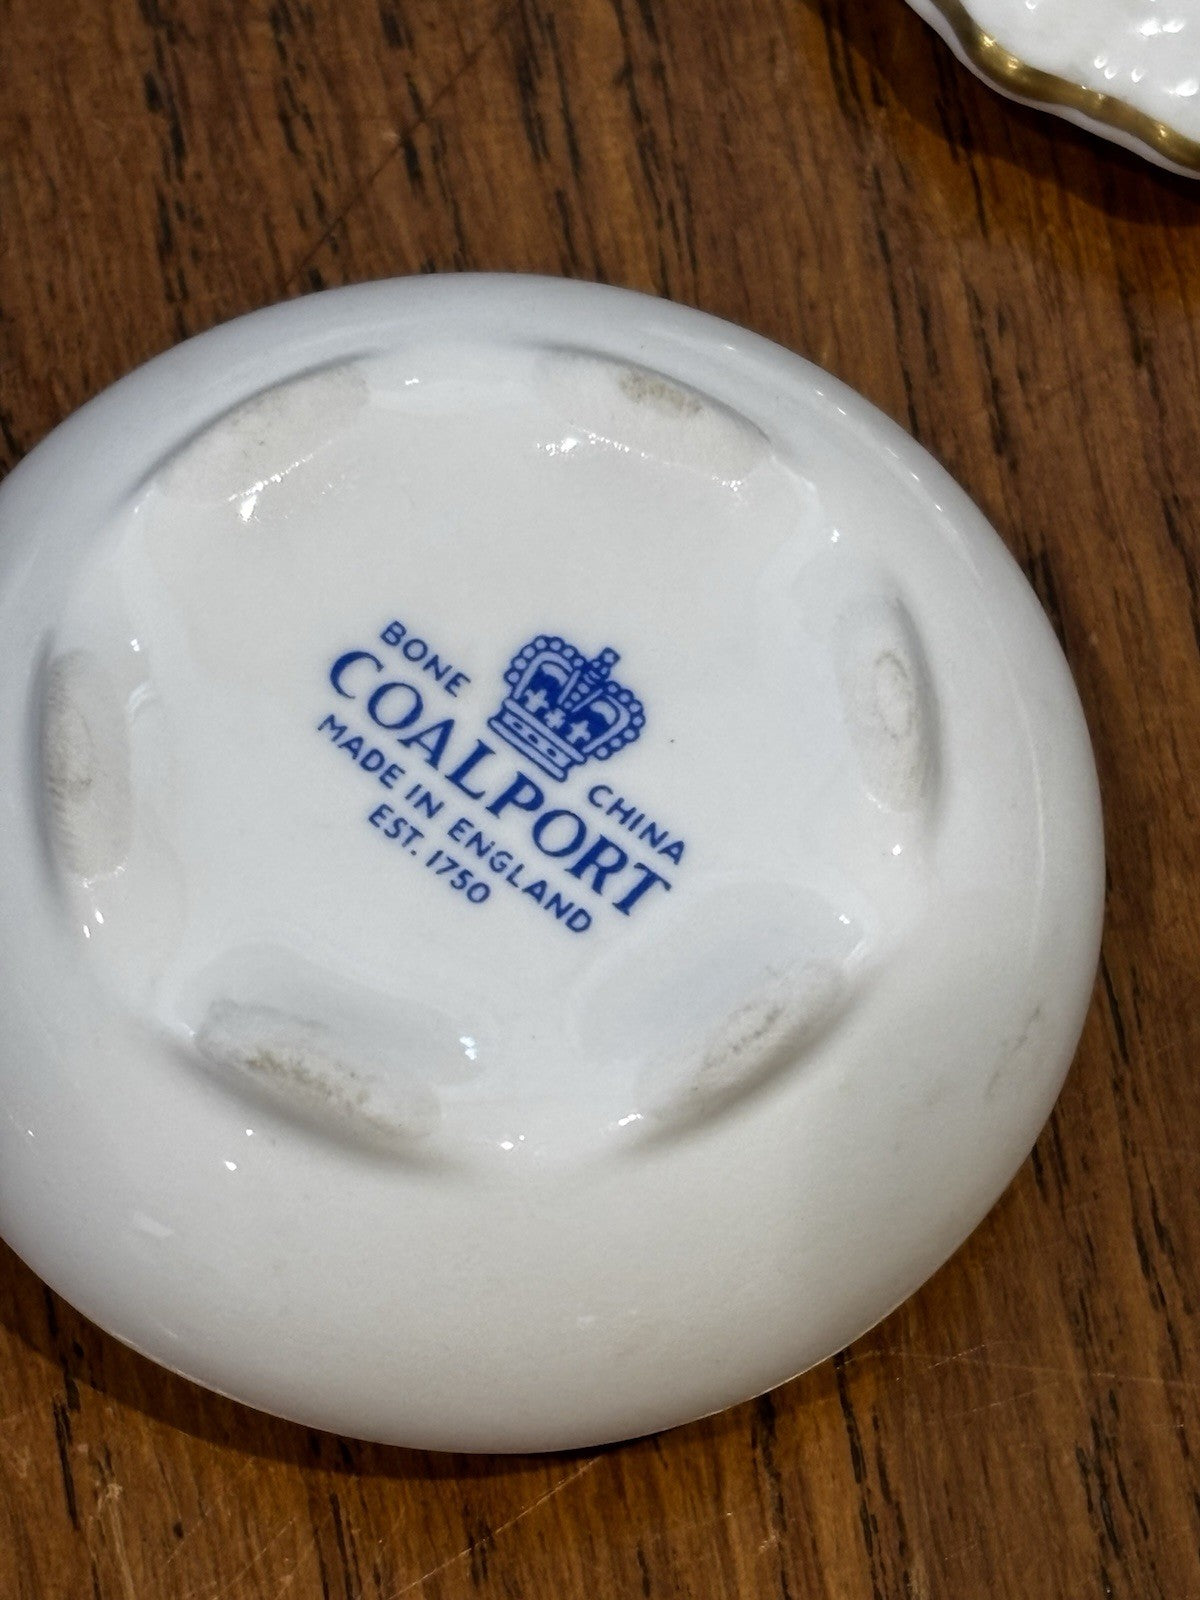 BONE CHINA
COALPORT
MADE IN ENGLAND
EST. 1750